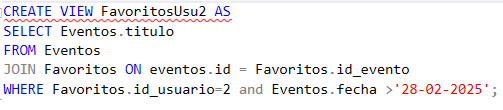 CREATE VIEW FavoritosUsu2 AS
SELECT Eventos.titulo
FROM Eventos
JOIN Favoritos ON eventos.id = Favoritos.id_evento
WHERE Favoritos.id_usuario=2 and Eventos.fecha >'28-02-2025';